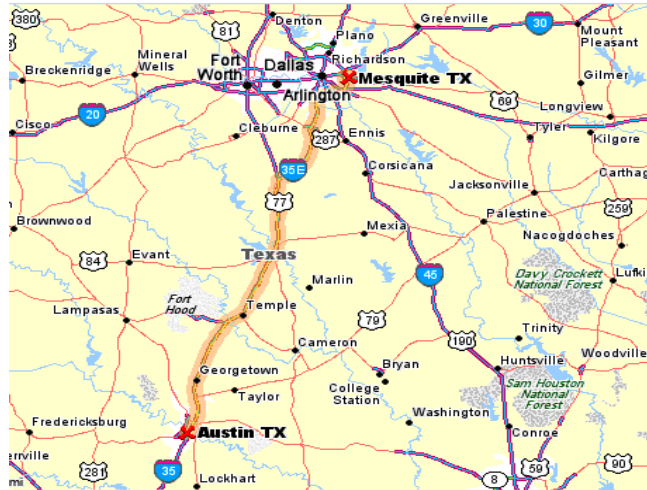 380
Denton
81
Plano
Greenville
30
Mount
Pleasant
Richardson
Mineral
Wells
Breckenridge
Fort
Worth
Dallas
Mesquite TX
Arlington
Gilmer
69
Longview
20
Cisco
Cleburne
287
Ennis
Tyler
Kilgore
35E
Corsicana
Carthag
77
Jacksonville
259
Brownwood
Mexia
Palestine
Nacogdoches
84
Evant
Texas
45
Davy Crockett
National Forest
Lufki
Marlin
Fort
Hood
Lampasas
Temple
79
Trinity
190
Cameron
Huntsville
Woodville
Bryan
Georgetown
College
Station
Sam Houston
National
Forest
Taylor
Washington
Fredericksburg
Austin TX
Conroe
rrville
281
35
Lockhart
8
59
90
mi